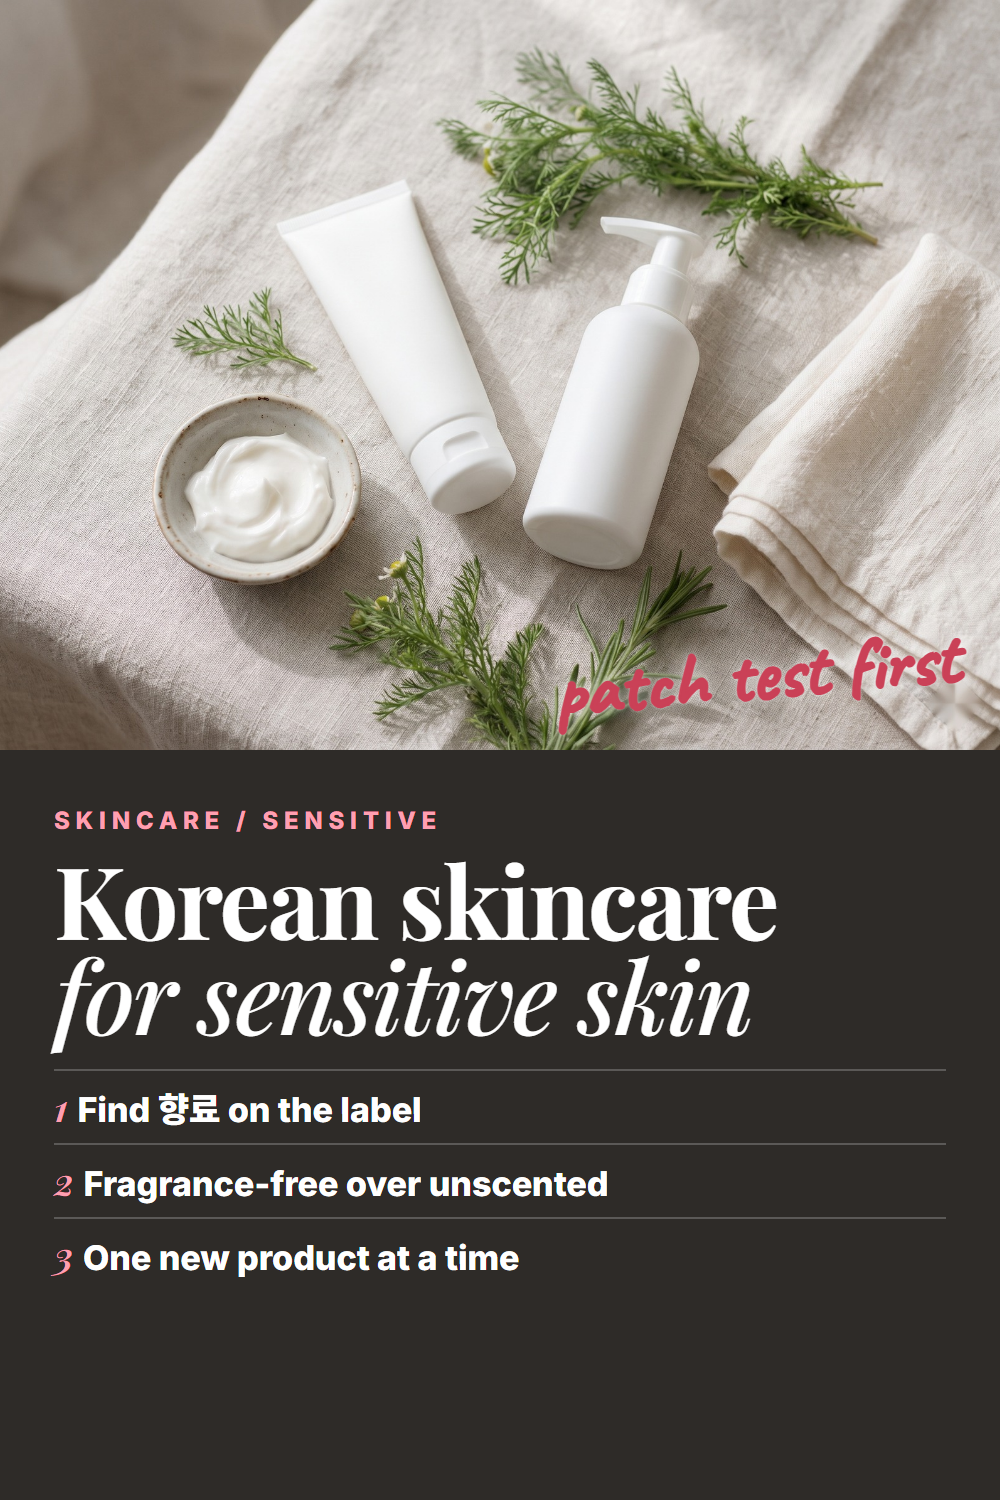 patch test first
SKINCARE / SENSITIVE
Korean skincare
for sensitive skin
1 Find 향료 on the label
2 Fragrance-free over unscented
3 One new product at a time